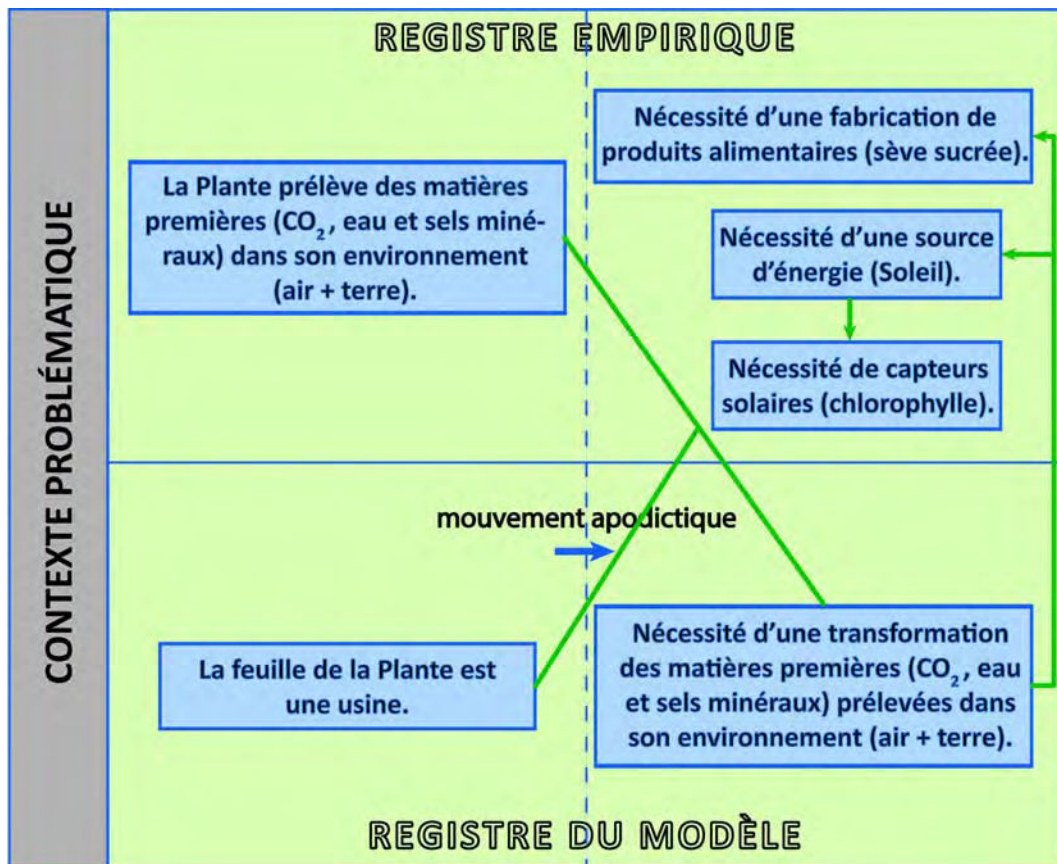 CONTEXTE PROBLÉMATIQUE
REGISTRE EMPIRIQUE
La Plante prélève des matières
premières (CO₂, eau et sels miné-
raux) dans son environnement
(air + terre).
Nécessité d'une fabrication de
produits alimentaires (sève sucrée).
Nécessité d'une source
d'énergie (Soleil).
Nécessité de capteurs
solaires (chlorophylle).
mouvement apodictique
La feuille de la Plante est
une usine.
Nécessité d'une transformation
des matières premières (CO₂, eau
et sels minéraux) prélevées dans
son environnement (air + terre).
REGISTRE DU MODÈLE